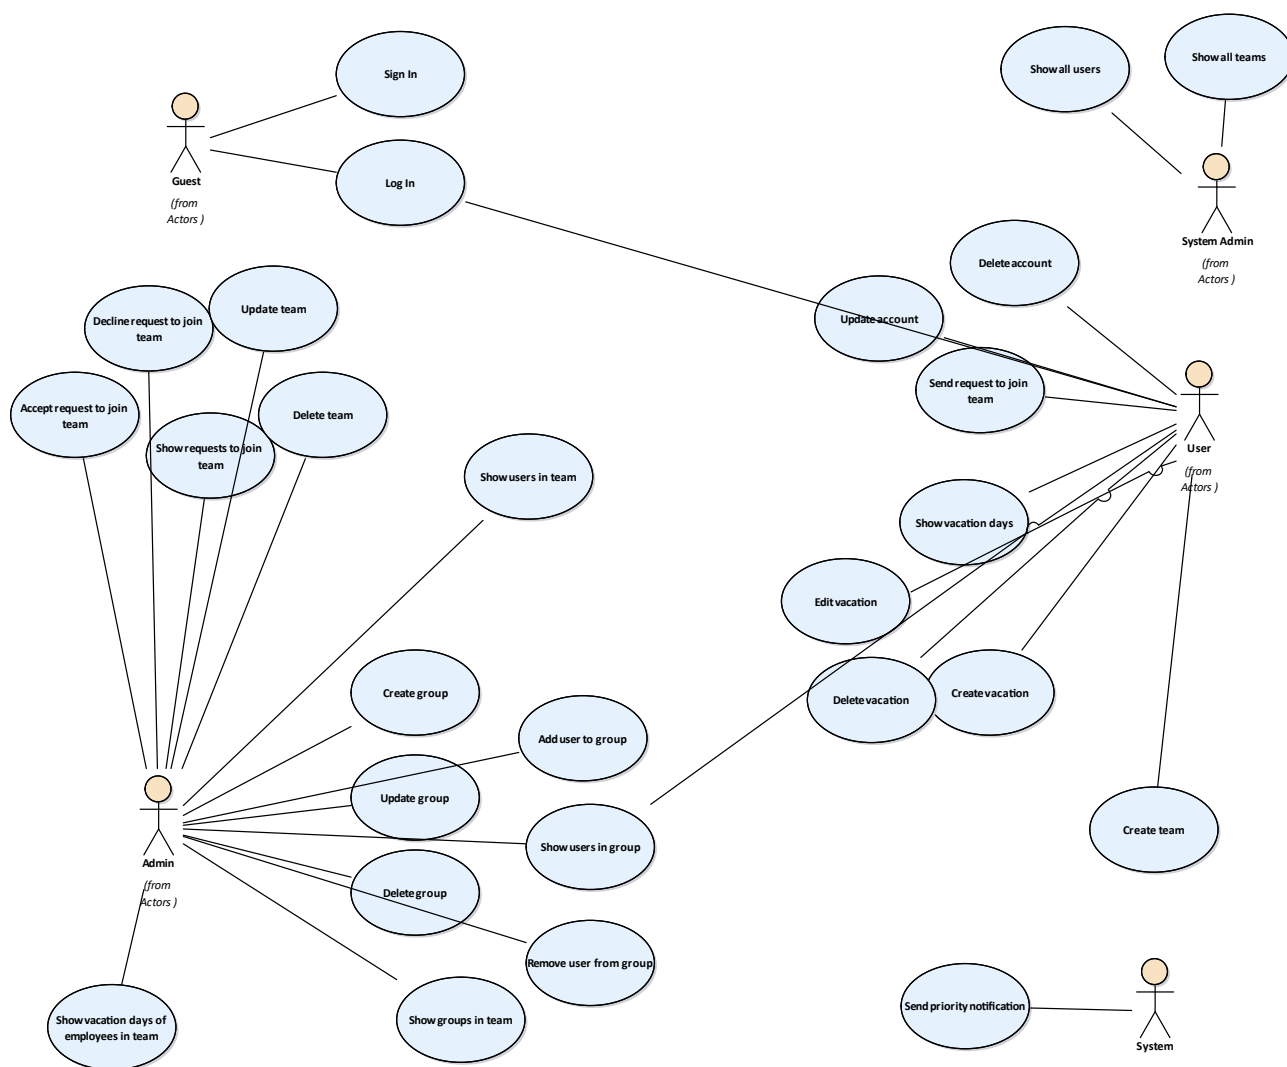 Sign In
Show all users
Show all teams
Log In
Guest
(from
Actors )
System Admin
(from
Actors )
Delete account
Update account
Decline request to join
team
Update team
Send request to join
team
Accept request to join
team
Show requests to join
team
Delete team
User
(from
Actors )
Show users in team
Show vacation days
Edit vacation
Create group
Delete vacation
Create vacation
Add user to group
Update group
Show users in group
Create team
Admin
(from
Actors )
Delete group
Remove user from group
Show vacation days of
employees in team
Show groups in team
Send priority notification
System